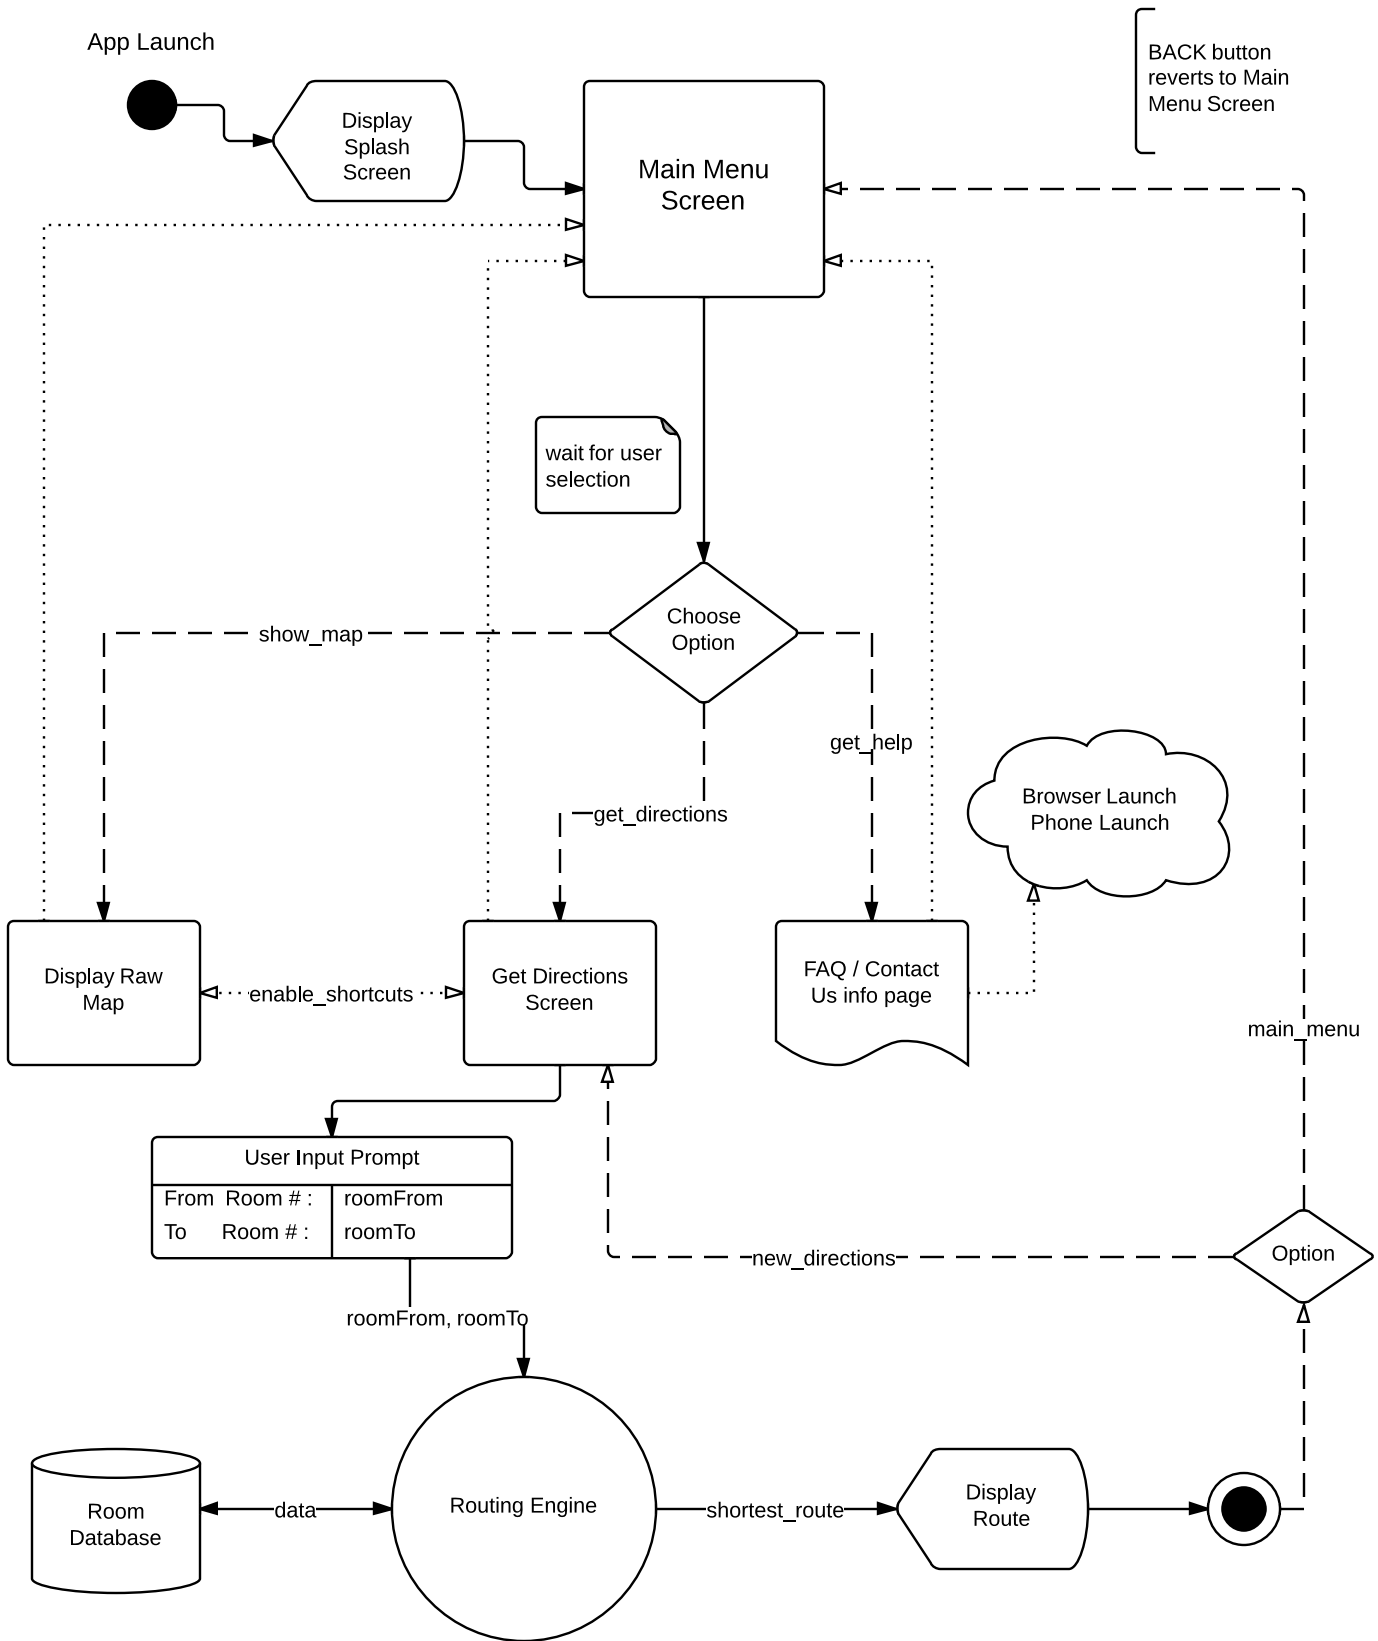 App Launch
BACK button
reverts to Main
Menu Screen
Display
Splash
Screen
Main Menu
Screen
wait for user
selection
Choose
Option
show_map
get_help
get_directions
Browser Launch
Phone Launch
Display Raw
Map
enable_shortcuts
Get Directions
Screen
FAQ / Contact
Us info page
main_menu
User Input Prompt
From  Room # : roomFrom
To      Room # : roomTo
new_directions
Option
roomFrom, roomTo
Room
Database
data
Routing Engine
shortest_route
Display
Route